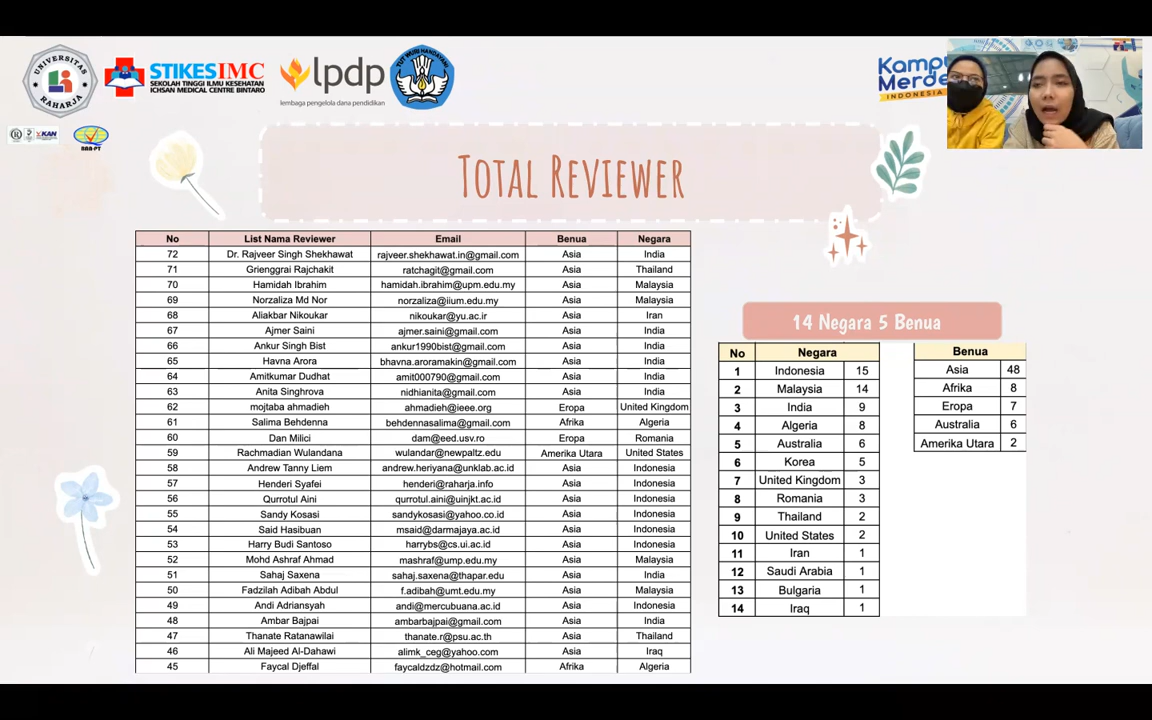 UNIVERSITAS RAHARJA
STIKESIMC
SEKOLAH TINGGI ILMU KESEHATAN
ICHSAN MEDICAL CENTRE BINTARO
lpdp
lembaga pengelola dana pendidikan
TUT WURI HANDAYANI
Kampu
Merde
INDONESIA
KAN
BAN-PT
TOTAL REVIEWER
No List Nama Reviewer Email Benua Negara
72 Dr. Rajveer Singh Shekhawat rajveer.shekhawat.in@gmail.com Asia India
71 Grienggrai Rajchakit ratchagit@gmail.com Asia Thailand
70 Hamidah Ibrahim hamidah.ibrahim@upm.edu.my Asia Malaysia
69 Norzaliza Md Nor norzaliza@iium.edu.my Asia Malaysia
68 Aliakbar Nikoukar nikoukar@yu.ac.ir Asia Iran
67 Ajmer Saini ajmer.saini@gmail.com Asia India
66 Ankur Singh Bist ankur1990bist@gmail.com Asia India
65 Havna Arora bhavna.aroramakin@gmail.com Asia India
64 Amitkumar Dudhat amit000790@gmail.com Asia India
63 Anita Singhrova nidhianita@gmail.com Asia India
62 mojtaba ahmadieh ahmadieh@ieee.org Eropa United Kingdom
61 Salima Behdenna behdennasalima@gmail.com Afrika Algeria
60 Dan Milici dam@eed.usv.ro Eropa Romania
59 Rachmadian Wulandana wulandar@newpaltz.edu Amerika Utara United States
58 Andrew Tanny Liem andrew.heriyana@unklab.ac.id Asia Indonesia
57 Henderi Syafei henderi@raharja.info Asia Indonesia
56 Qurrotul Aini qurrotul.aini@uinjkt.ac.id Asia Indonesia
55 Sandy Kosasi sandykosasi@yahoo.co.id Asia Indonesia
54 Said Hasibuan msaid@darmajaya.ac.id Asia Indonesia
53 Harry Budi Santoso harrybs@cs.ui.ac.id Asia Indonesia
52 Mohd Ashraf Ahmad mashraf@ump.edu.my Asia Malaysia
51 Sahaj Saxena sahaj.saxena@thapar.edu Asia India
50 Fadzilah Adibah Abdul f.adibah@umt.edu.my Asia Malaysia
49 Andi Adriansyah andi@mercubuana.ac.id Asia Indonesia
48 Ambar Bajpai ambarbajpai@gmail.com Asia India
47 Thanate Ratanawilai thanate.r@psu.ac.th Asia Thailand
46 Ali Majeed Al-Dahawi alimk_ceg@yahoo.com Asia Iraq
45 Faycal Djeffal faycaldzdz@hotmail.com Afrika Algeria
14 Negara 5 Benua
No Negara
1 Indonesia 15
2 Malaysia 14
3 India 9
4 Algeria 8
5 Australia 6
6 Korea 5
7 United Kingdom 3
8 Romania 3
9 Thailand 2
10 United States 2
11 Iran 1
12 Saudi Arabia 1
13 Bulgaria 1
14 Iraq 1
Benua
Asia 48
Afrika 8
Eropa 7
Australia 6
Amerika Utara 2